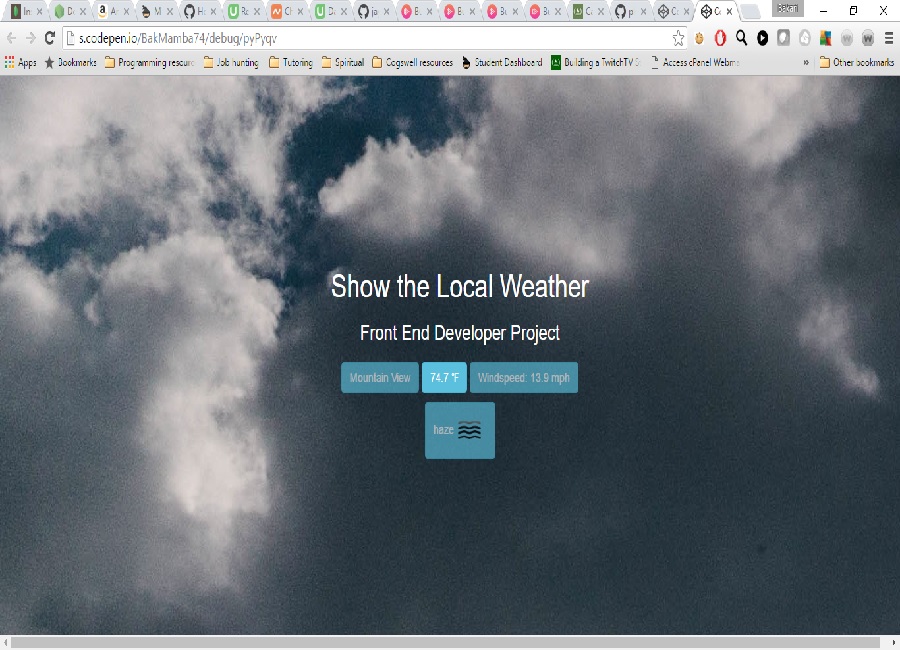 Bakari
s.codepen.io/BakMamba74/debug/pyPyqv
Apps Bookmarks Programming resourc Job hunting Tutoring Spiritual Cogswell resources Student Dashboard Building a TwitchTV S Access cPanel Webma » Other bookmarks
Show the Local Weather
Front End Developer Project
Mountain View 74.7 °F Windspeed: 13.9 mph
haze